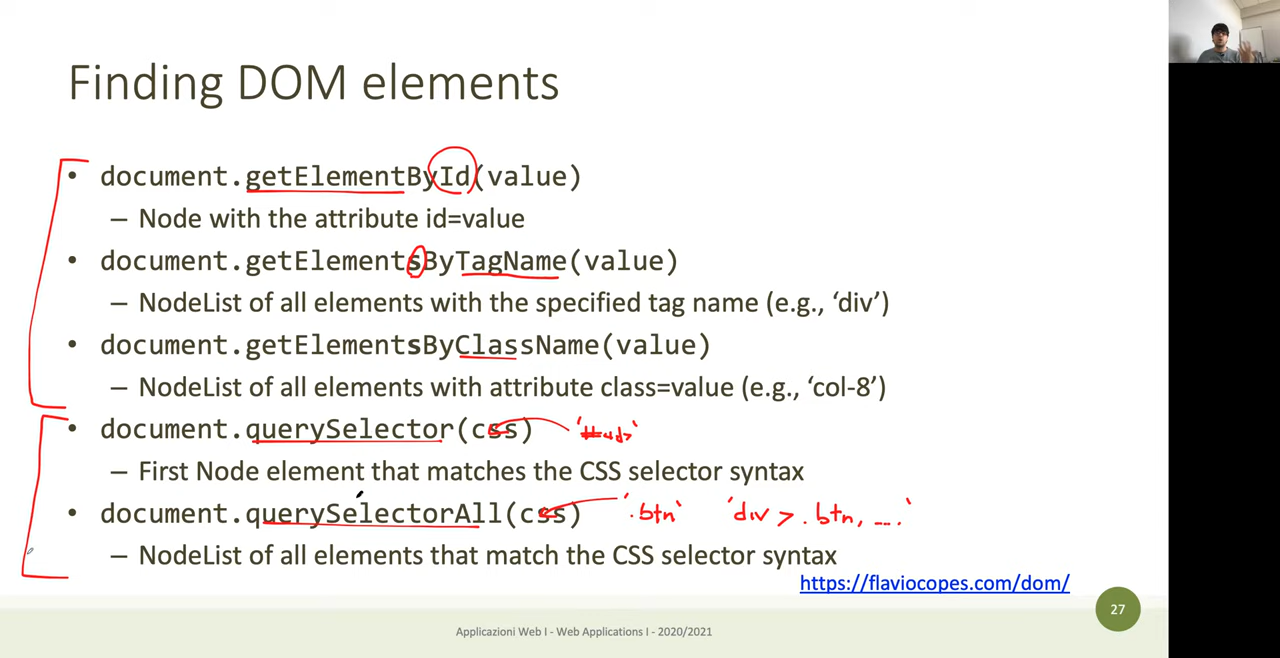 Finding DOM elements
• document.getElementById(value)
– Node with the attribute id=value
• document.getElementsByTagName(value)
– NodeList of all elements with the specified tag name (e.g., ‘div’)
• document.getElementsByClassName(value)
– NodeList of all elements with attribute class=value (e.g., ‘col-8’)
• document.querySelector(css)
– First Node element that matches the CSS selector syntax
• document.querySelectorAll(css) '.btn' 'div > .btn, ....'
– NodeList of all elements that match the CSS selector syntax
https://flaviocopes.com/dom/
27
Applicazioni Web I - Web Applications I - 2020/2021